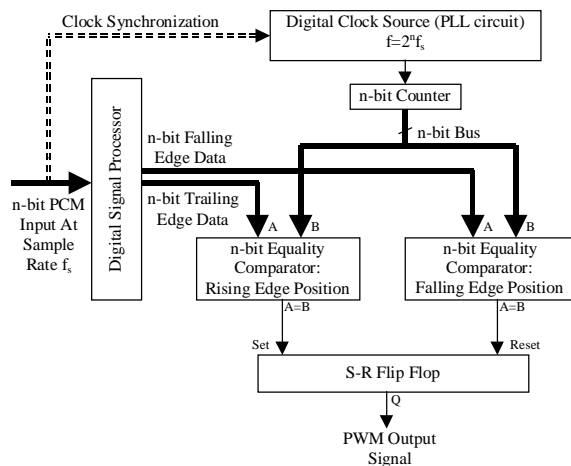 Clock Synchronization
Digital Clock Source (PLL circuit)
f=2ⁿfₛ
n-bit Counter
n-bit Bus
Digital Signal Processor
n-bit Falling
Edge Data
n-bit Trailing
Edge Data
n-bit PCM
Input At
Sample
Rate fₛ
A
B
A
B
n-bit Equality
Comparator:
Rising Edge Position
n-bit Equality
Comparator:
Falling Edge Position
A=B
A=B
Set
Reset
S-R Flip Flop
Q
PWM Output
Signal